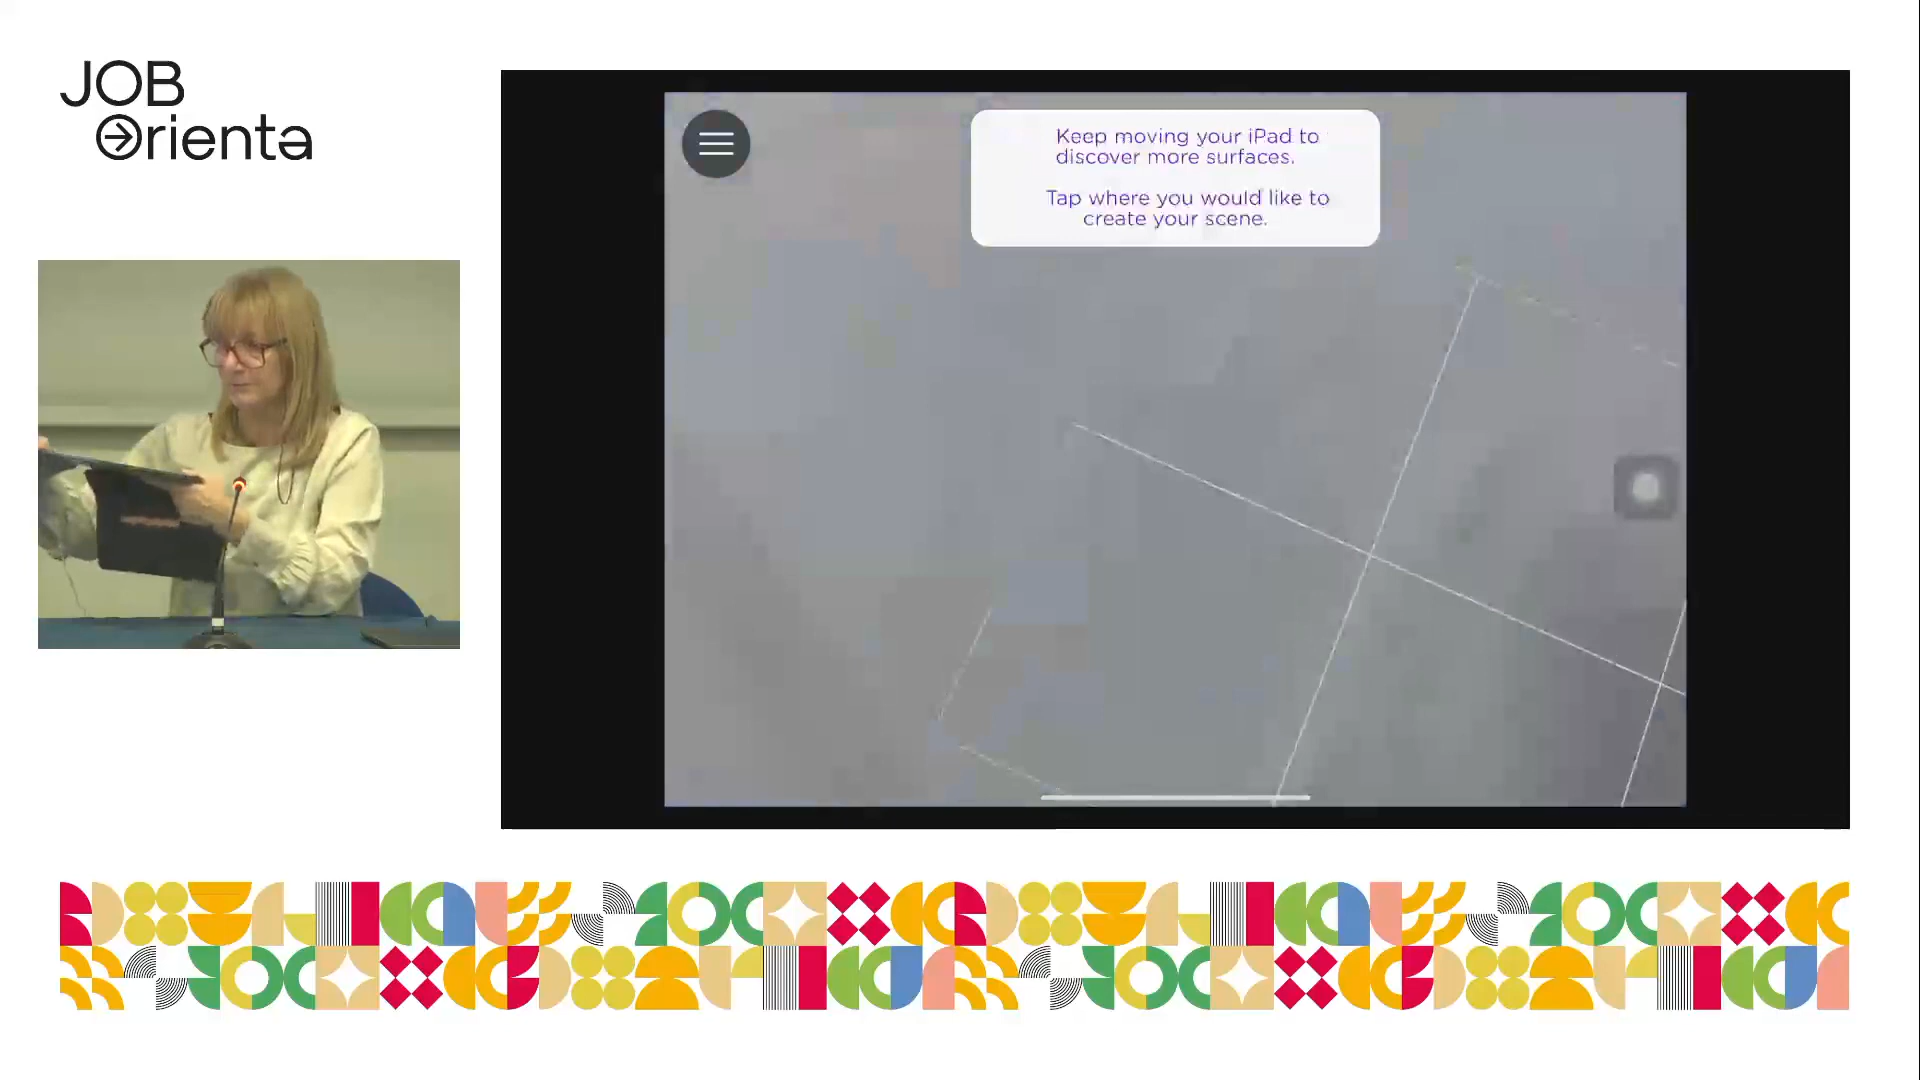 JOB
Orienta
Keep moving your iPad to
discover more surfaces.
Tap where you would like to
create your scene.